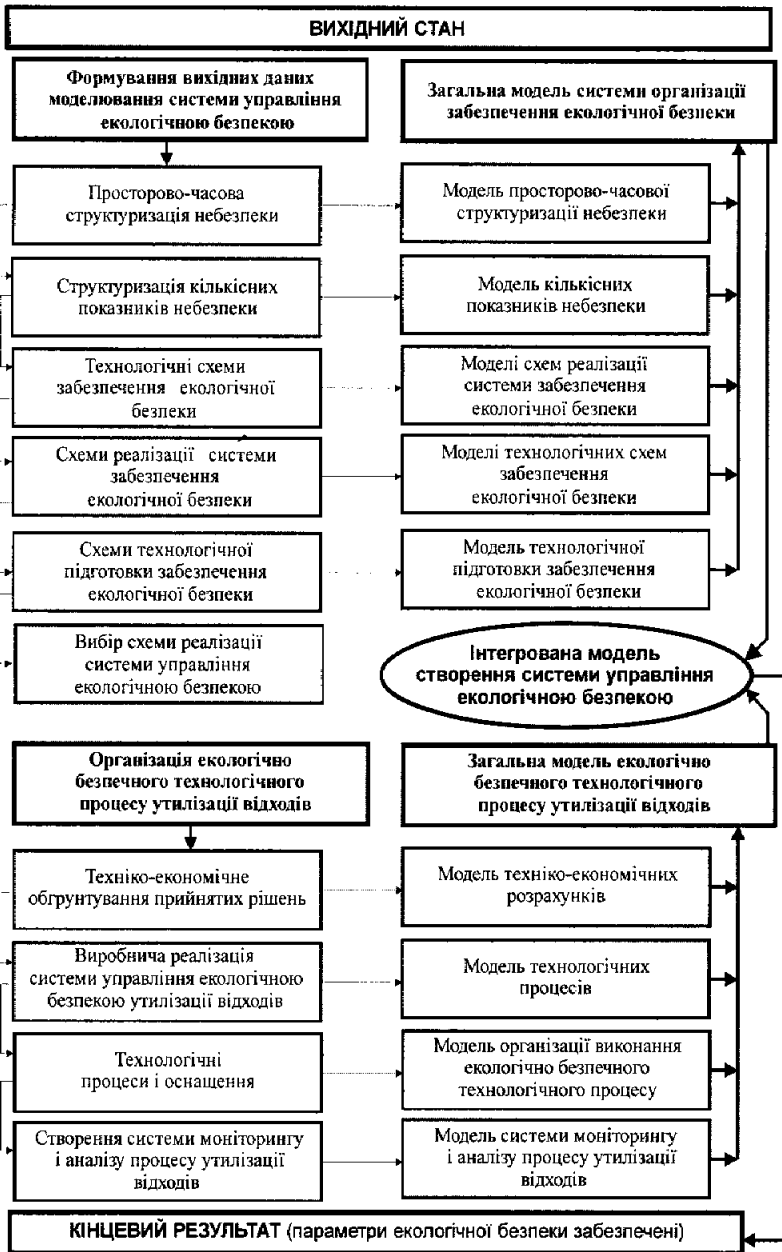 ВИХІДНИЙ СТАН
Формування вихідних даних
моделювання системи управління
екологічною безпекою
Загальна модель системи організації
забезпечення екологічної безпеки
Просторово-часова
структуризація небезпеки
Модель просторово-часової
структуризації небезпеки
Структуризація кількісних
показників небезпеки
Модель кількісних
показників небезпеки
Технологічні схеми
забезпечення екологічної
безпеки
Моделі схем реалізації
системи забезпечення
екологічної безпеки
Схеми реалізації системи
забезпечення
екологічної безпеки
Моделі технологічних схем
забезпечення
екологічної безпеки
Схеми технологічної
підготовки забезпечення
екологічної безпеки
Модель технологічної
підготовки забезпечення
екологічної безпеки
Вибір схеми реалізації
системи управління
екологічною безпекою
Інтегрована модель
створення системи управління
екологічною безпекою
Організація екологічно
безпечного технологічного
процесу утилізації відходів
Загальна модель екологічно
безпечного технологічного
процесу утилізації відходів
Техніко-економічне
обгрунтування прийнятих рішень
Модель техніко-економічних
розрахунків
Виробнича реалізація
системи управління екологічною
безпекою утилізації відходів
Модель технологічних
процесів
Технологічні
процеси і оснащення
Модель організації виконання
екологічно безпечного
технологічного процесу
Створення системи моніторингу
і аналізу процесу утилізації
відходів
Модель системи моніторингу
і аналізу процесу утилізації
відходів
КІНЦЕВИЙ РЕЗУЛЬТАТ (параметри екологічної безпеки забезпечені)